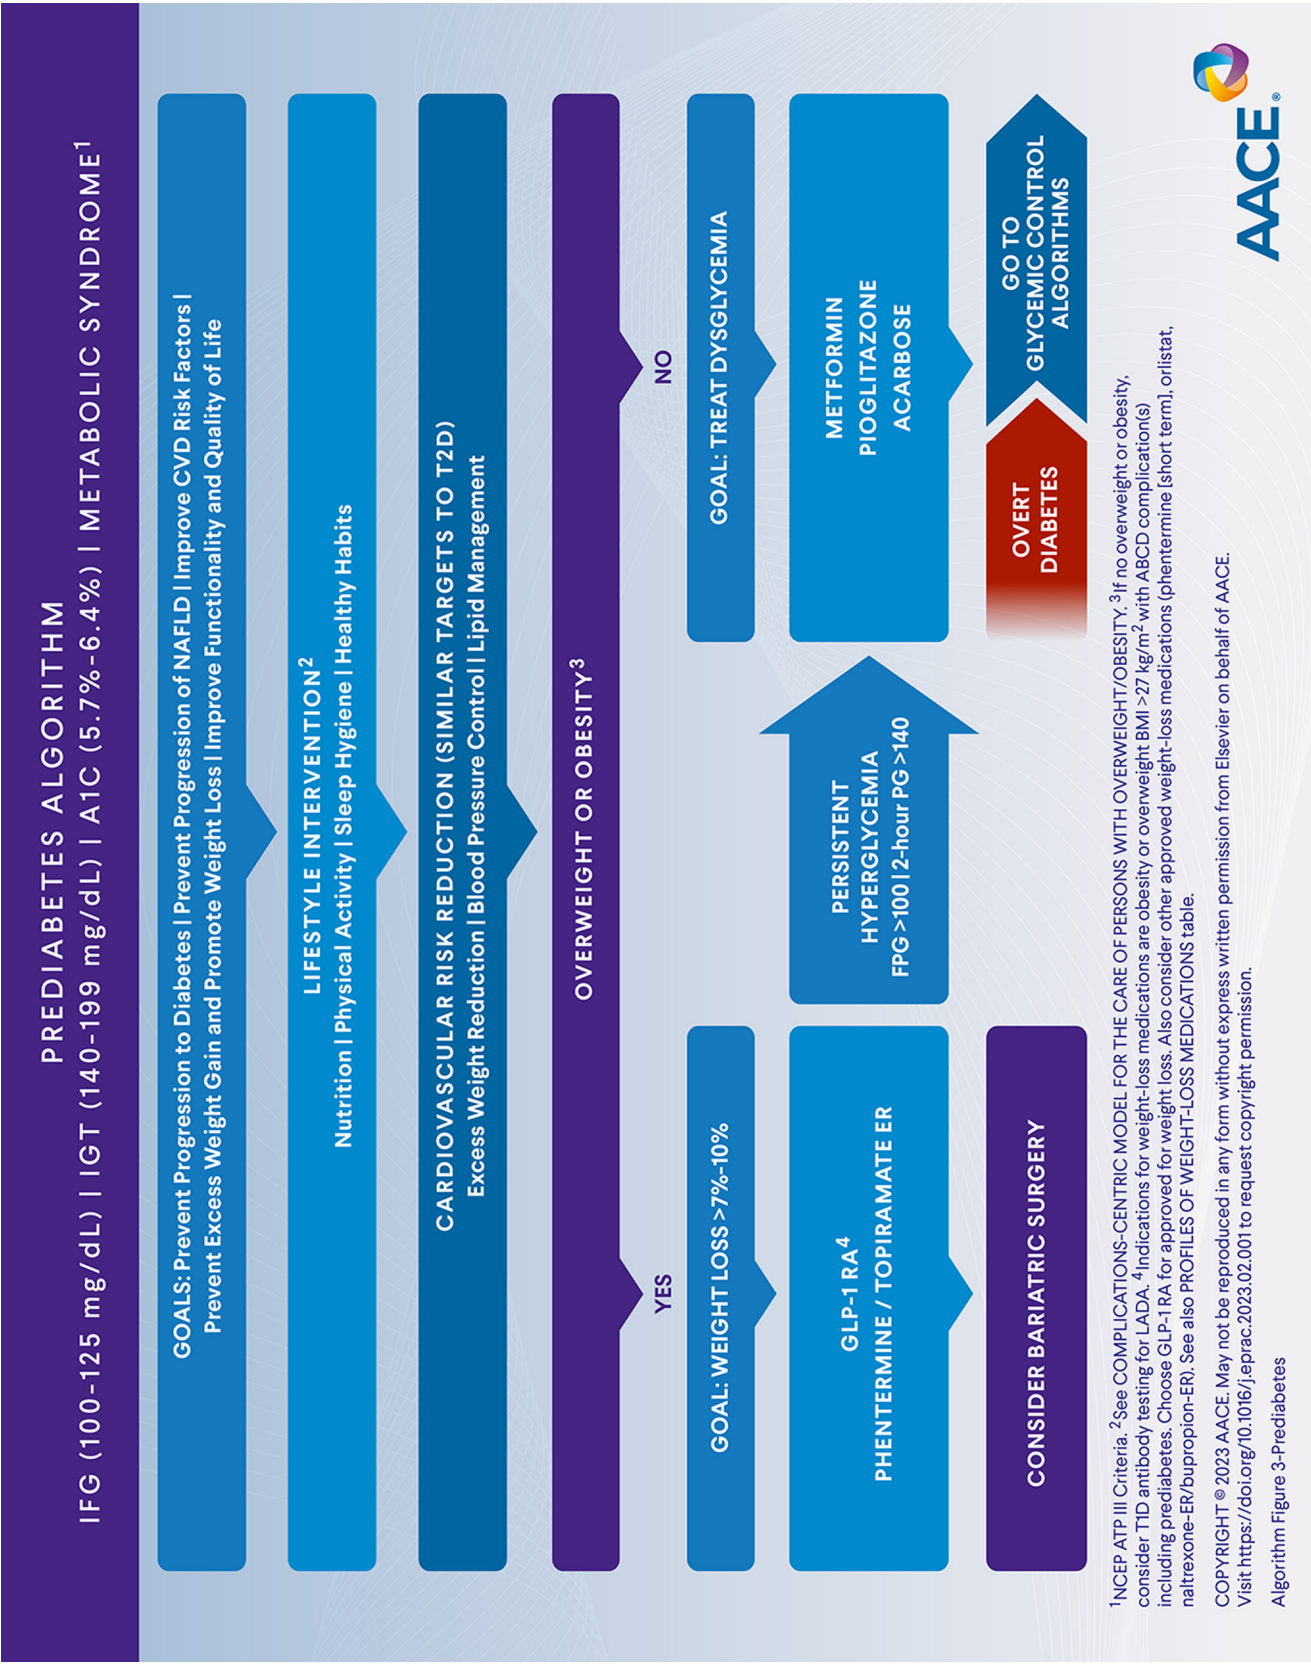 PREDIABETES ALGORITHM
IFG (100-125 mg/dL) | IGT (140-199 mg/dL) | A1C (5.7%-6.4%) | METABOLIC SYNDROME¹
GOALS: Prevent Progression to Diabetes | Prevent Progression of NAFLD | Improve CVD Risk Factors |
Prevent Excess Weight Gain and Promote Weight Loss | Improve Functionality and Quality of Life
LIFESTYLE INTERVENTION²
Nutrition | Physical Activity | Sleep Hygiene | Healthy Habits
CARDIOVASCULAR RISK REDUCTION (SIMILAR TARGETS TO T2D)
Excess Weight Reduction | Blood Pressure Control | Lipid Management
OVERWEIGHT OR OBESITY³
YES
NO
GOAL: WEIGHT LOSS >7%-10%
GOAL: TREAT DYSGLYCEMIA
GLP-1 RA⁴
PHENTERMINE / TOPIRAMATE ER
PERSISTENT
HYPERGLYCEMIA
FPG >100 | 2-hour PG >140
METFORMIN
PIOGLITAZONE
ACARBOSE
CONSIDER BARIATRIC SURGERY
OVERT
DIABETES
GO TO
GLYCEMIC CONTROL
ALGORITHMS
¹NCEP ATP III Criteria. ²See COMPLICATIONS-CENTRIC MODEL FOR THE CARE OF PERSONS WITH OVERWEIGHT/OBESITY. ³If no overweight or obesity,
consider T1D antibody testing for LADA. ⁴Indications for weight-loss medications are obesity or overweight BMI >27 kg/m² with ABCD complication(s)
including prediabetes. Choose GLP-1 RA for approved for weight loss. Also consider other approved weight-loss medications (phentermine [short term], orlistat,
naltrexone-ER/bupropion-ER). See also PROFILES OF WEIGHT-LOSS MEDICATIONS table.
COPYRIGHT © 2023 AACE. May not be reproduced in any form without express written permission from Elsevier on behalf of AACE.
Visit https://doi.org/10.1016/j.eprac.2023.02.001 to request copyright permission.
Algorithm Figure 3-Prediabetes
AACE®